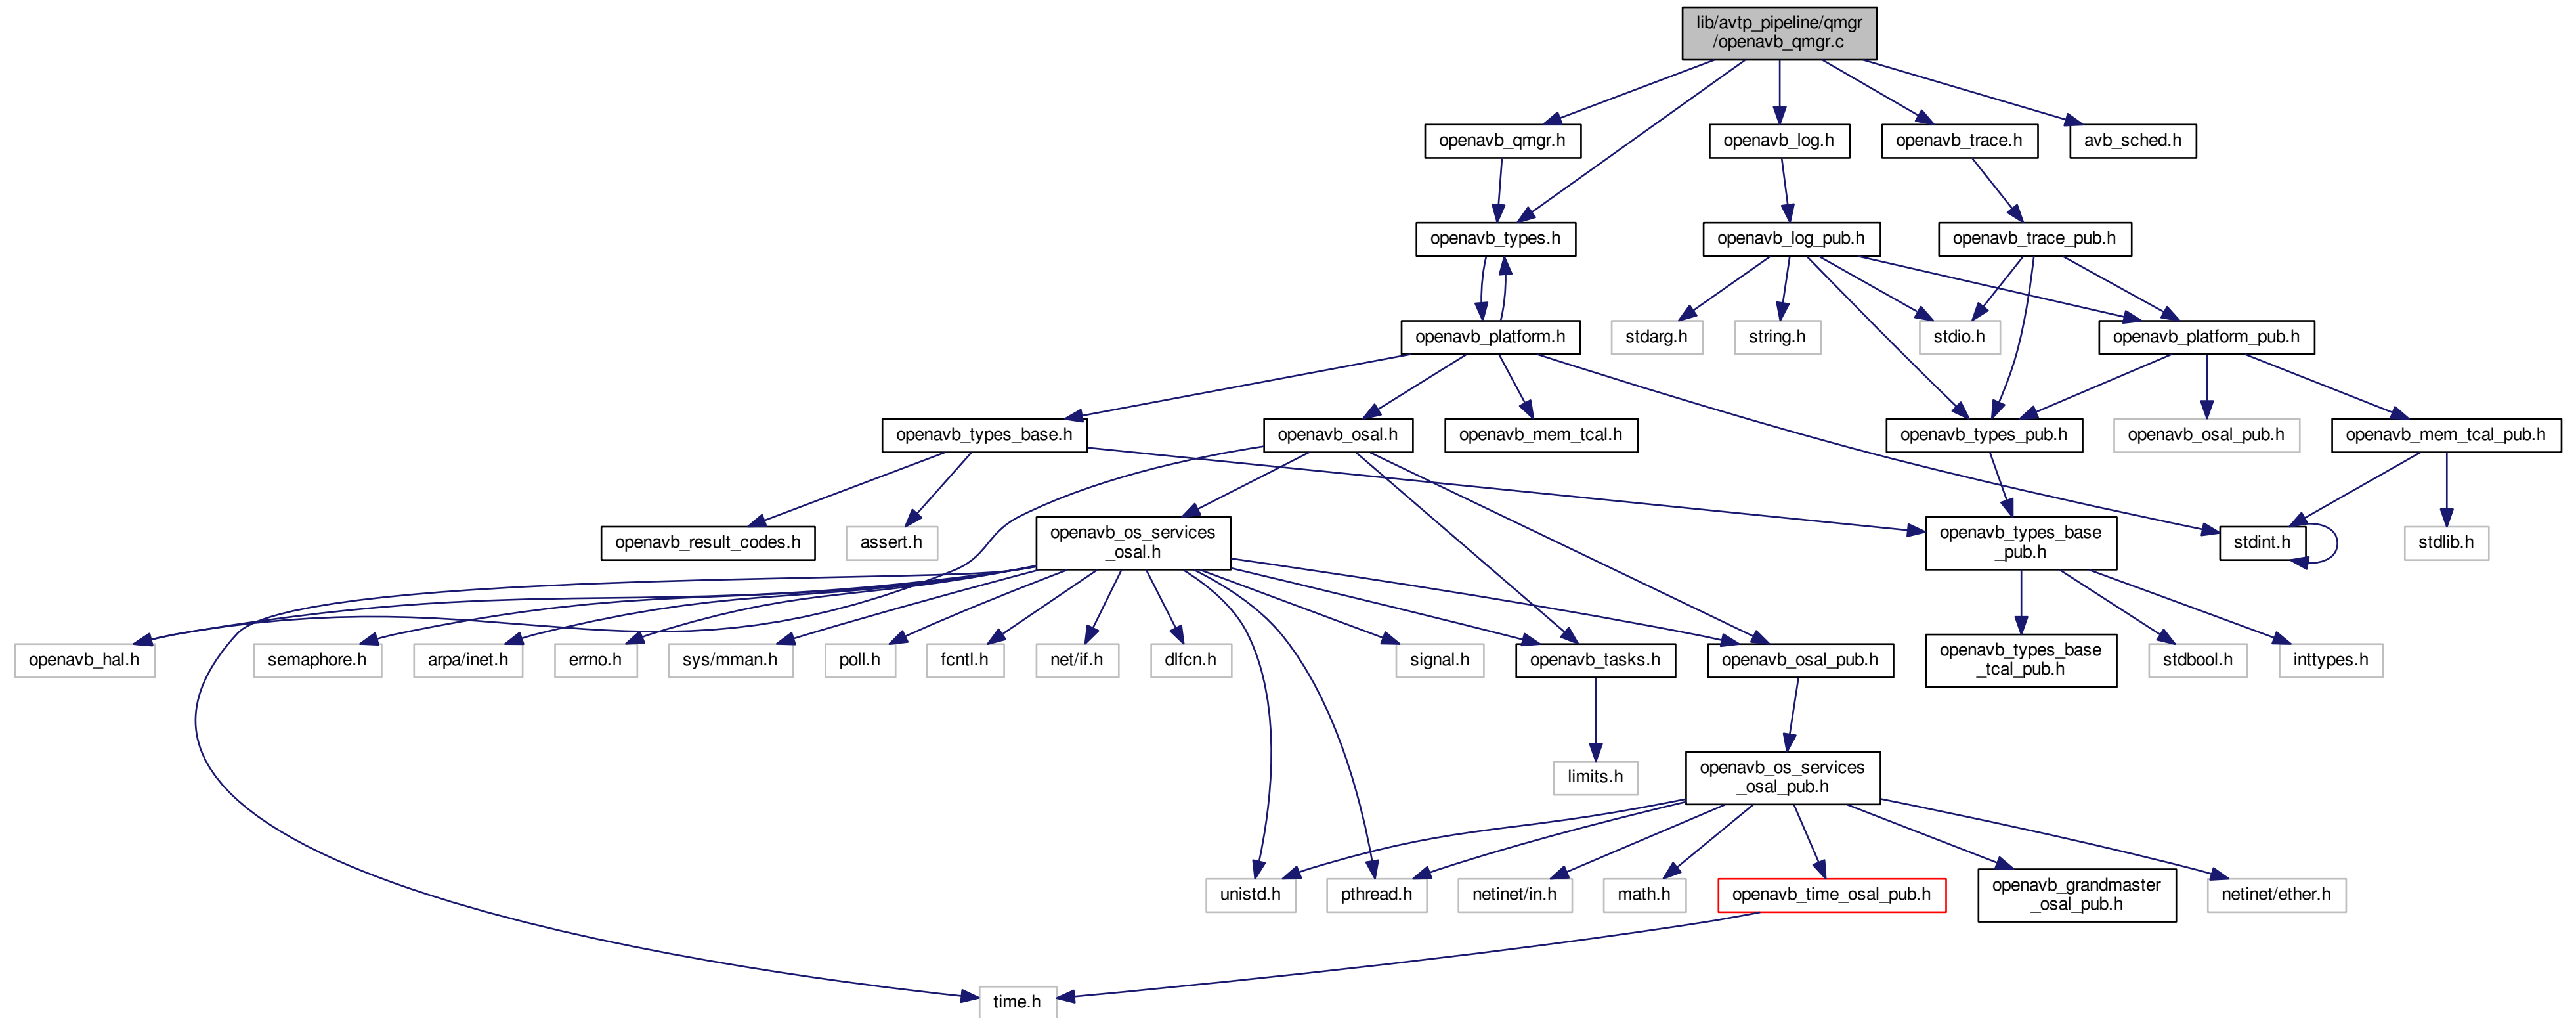 lib/avtp_pipeline/qmgr
/openavb_qmgr.c
openavb_qmgr.h
openavb_log.h
openavb_trace.h
avb_sched.h
openavb_types.h
openavb_log_pub.h
openavb_trace_pub.h
openavb_platform.h
stdarg.h
string.h
stdio.h
openavb_platform_pub.h
openavb_types_base.h
openavb_osal.h
openavb_mem_tcal.h
openavb_types_pub.h
openavb_osal_pub.h
openavb_mem_tcal_pub.h
openavb_result_codes.h
assert.h
openavb_os_services
_osal.h
openavb_types_base
_pub.h
stdint.h
stdlib.h
openavb_hal.h
semaphore.h
arpa/inet.h
errno.h
sys/mman.h
poll.h
fcntl.h
net/if.h
dlfcn.h
signal.h
openavb_tasks.h
openavb_osal_pub.h
openavb_types_base
_tcal_pub.h
stdbool.h
inttypes.h
limits.h
openavb_os_services
_osal_pub.h
unistd.h
pthread.h
netinet/in.h
math.h
openavb_time_osal_pub.h
openavb_grandmaster
_osal_pub.h
netinet/ether.h
time.h